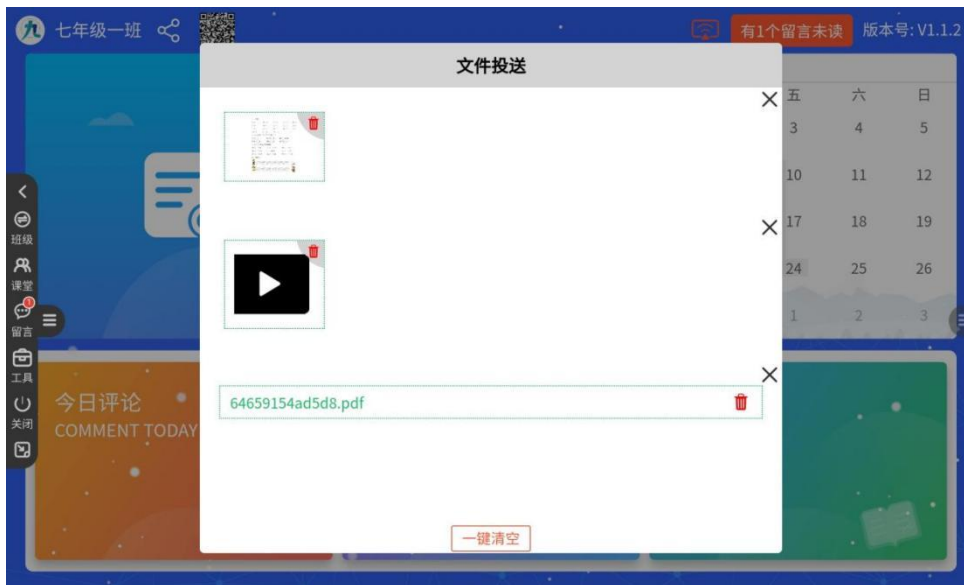 九 七年级一班
有1个留言未读 版本号: V1.1.2
文件投送
五 六 日
3 4 5
10 11 12
17 18 19
24 25 26
1 2 3
班级
课堂
1
留言
工具
关闭
64659154ad5d8.pdf
今日评论
COMMENT TODAY
一键清空